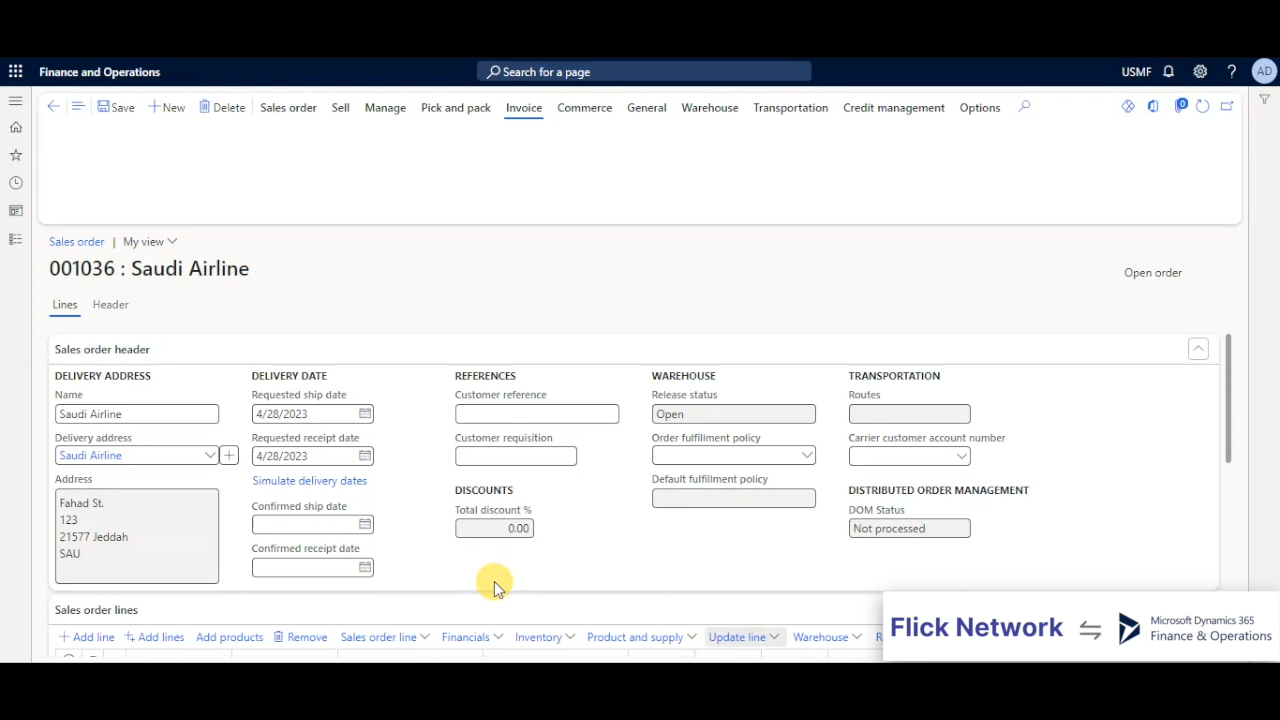 Finance and Operations
Search for a page
USMF
AD
Save
New
Delete
Sales order
Sell
Manage
Pick and pack
Invoice
Commerce
General
Warehouse
Transportation
Credit management
Options
0
Sales order | My view
001036 : Saudi Airline
Open order
Lines
Header
Sales order header
DELIVERY ADDRESS
Name
Saudi Airline
Delivery address
Saudi Airline
Address
Fahad St.
123
21577 Jeddah
SAU
DELIVERY DATE
Requested ship date
4/28/2023
Requested receipt date
4/28/2023
Simulate delivery dates
Confirmed ship date
Confirmed receipt date
REFERENCES
Customer reference
Customer requisition
DISCOUNTS
Total discount %
0.00
WAREHOUSE
Release status
Open
Order fulfillment policy
Default fulfillment policy
TRANSPORTATION
Routes
Carrier customer account number
DISTRIBUTED ORDER MANAGEMENT
DOM Status
Not processed
Sales order lines
Add line
Add lines
Add products
Remove
Sales order line
Financials
Inventory
Product and supply
Update line
Warehouse
Flick Network
Microsoft Dynamics 365
Finance & Operations